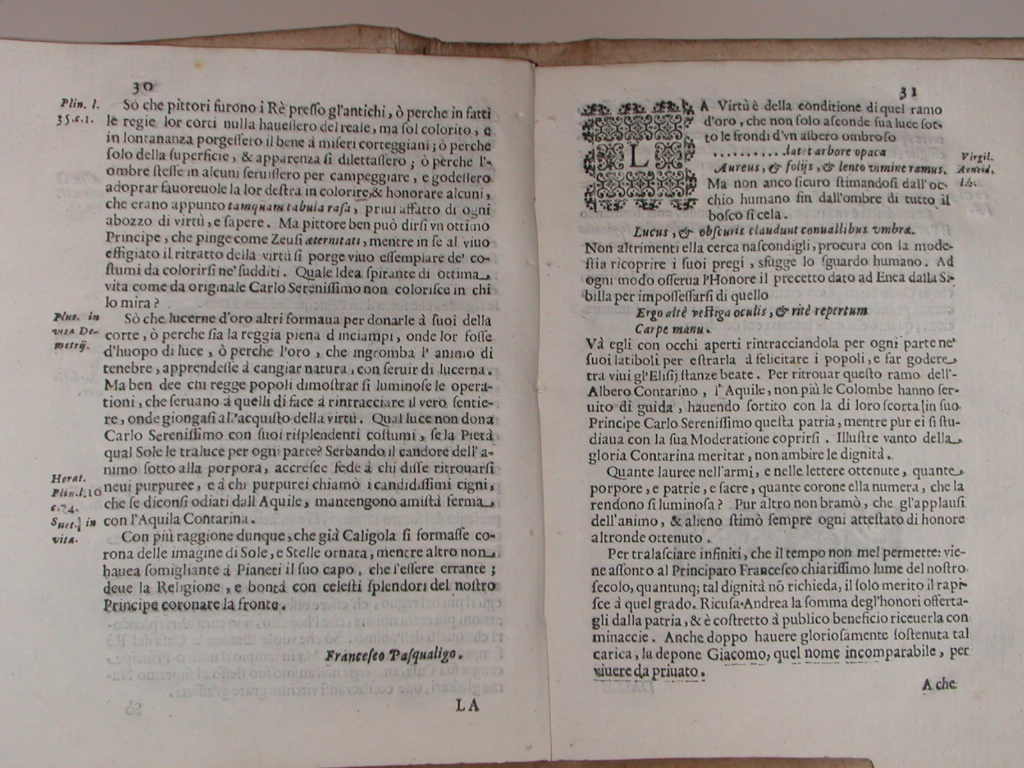 30
Plin. l.
35.c.1.
Sò che pittori furono i Rè presso gl'antichi, ò perche in fatti
le regie lor corti nulla hauessero del reale, ma sol colorito, e
in lontananza porgessero il bene à miseri corteggiani; ò perche
solo della superficie, & apparenza si dilettassero; ò perche l'-
ombre stesse in alcuni seruissero per campeggiare, e godessero
adoprar fauoreuole la lor destra in colorire,& honorare alcuni,
che erano appunto tamquam tabula rasa, priui affatto di ogni
abozzo di virtù, e sapere. Ma pittore ben può dirsi vn ottimo
Principe, che pinge come Zeusi æternitati, mentre in se al viuo
effigiato il ritratto della virtù si porge viuo essemplare de' co-
stumi da colorirsi ne' sudditi. Quale Idea spirante di ottima
vita come da originale Carlo Serenissimo non colorisce in chi
lo mira?
Plut. in
vita De-
metrij.
Sò che lucerne d'oro altri formaua per donarle à suoi della
corte, ò perche sia la reggia piena d'inciampi, onde lor fosse
d'huopo di luce, ò perche l'oro, che ingromba l' animo di
tenebre, apprendesse à cangiar natura, con seruir di lucerna.
Ma ben dee chi regge popoli dimostrar sì luminose le opera-
tioni, che seruano à quelli di face à rintracciare il vero sentie-
re, onde giongasi al'acquisto della virtù. Qual luce non dona
Carlo Serenissimo con suoi risplendenti costumi, se la Pietà
qual Sole le traluce per ogni parte? Serbando il candore dell'a-
nimo sotto alla porpora, accresce fede à chi disse ritrouarsi
Horat.
Plin.l.10
c.24.
Suet. in
vita.
neui purpuree, e à chi purpurei chiamò i candidissimi cigni,
che se diconsi odiati dall'Aquile, mantengono amistà ferma
con l'Aquila Contarina.
Con più raggione dunque, che già Caligola si formasse co-
rona delle imagine di Sole, e Stelle ornata, mentre altro non
hauea somigliante à Pianeti il suo capo, che l'essere errante;
deue la Religione, e bontà con celesti splendori del nostro
Principe coronare la fronte.
Francesco Pasqualigo.
LA
31
LA Virtù è della conditione di quel ramo
d'oro, che non solo asconde sua luce sot-
to le frondi d'vn albero ombroso
..........latet arbore opaca
Aureus, & folijs, & lento vimine ramus.
Virgil.
Aeneid.
Ma non anco sicuro stimandosi dall'oc-
chio humano fin dall'ombre di tutto il
bosco si cela.
Lucus, & obscuris claudunt conuallibus vmbræ.
Non altrimenti ella cerca nascondigli, procura con la mode-
stia ricoprire i suoi pregi, sfugge lo sguardo humano. Ad
ogni modo osserua l'Honore il precetto dato ad Enea dalla Si-
billa per impossessarsi di quello
Ergo altè vestiga oculis, & ritè repertum
Carpe manu.
Và egli con occhi aperti rintracciandola per ogni parte ne'
suoi latiboli per estrarla à felicitare i popoli, e far godere
tra viui gl'Elisij stanze beate. Per ritrouar questo ramo dell'-
Albero Contarino, l' Aquile, non più le Colombe hanno ser-
uito di guida, hauendo sortito con la di loro scorta in suo
Principe Carlo Serenissimo questa patria, mentre pur ei si stu-
diaua con la sua Moderatione coprirsi. Illustre vanto della
gloria Contarina meritar, non ambire le dignità.
Quante lauree nell'armi, e nelle lettere ottenute, quante
porpore, e patrie, e sacre, quante corone ella numera, che la
rendono sì luminosa? Pur altro non bramò, che gl'applausi
dell'animo, & alieno stimò sempre ogni attestato di honore
altronde ottenuto.
Per tralasciare infiniti, che il tempo non mel permette: vie-
ne assonto al Principato Francesco chiarissimo lume del nostro
secolo, quantunq; tal dignità nõ richieda, il solo merito il rapi-
sce à quel grado. Ricusa Andrea la somma degl'honori offerta-
gli dalla patria, & è costretto à publico beneficio riceuerla con
minaccie. Anche doppo hauere gloriosamente sostenuta tal
carica, la depone Giacomo, quel nome incomparabile, per
viuere da priuato.
A che